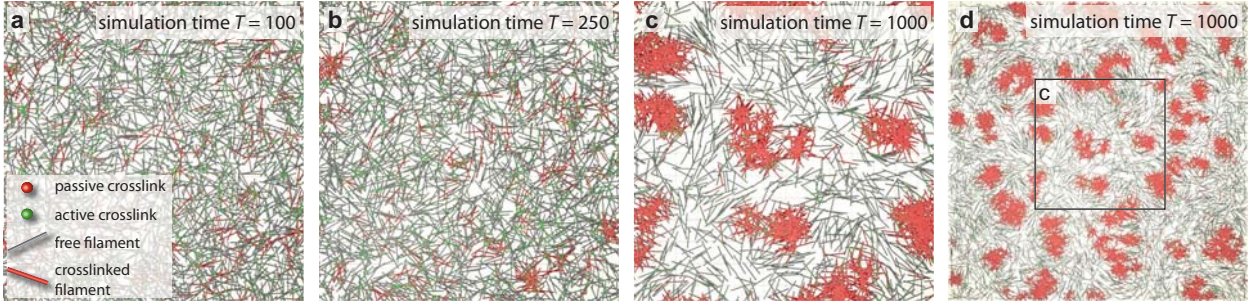 a simulation time T = 100
passive crosslink
active crosslink
free filament
crosslinked
filament
b simulation time T = 250
c simulation time T = 1000
d simulation time T = 1000
C